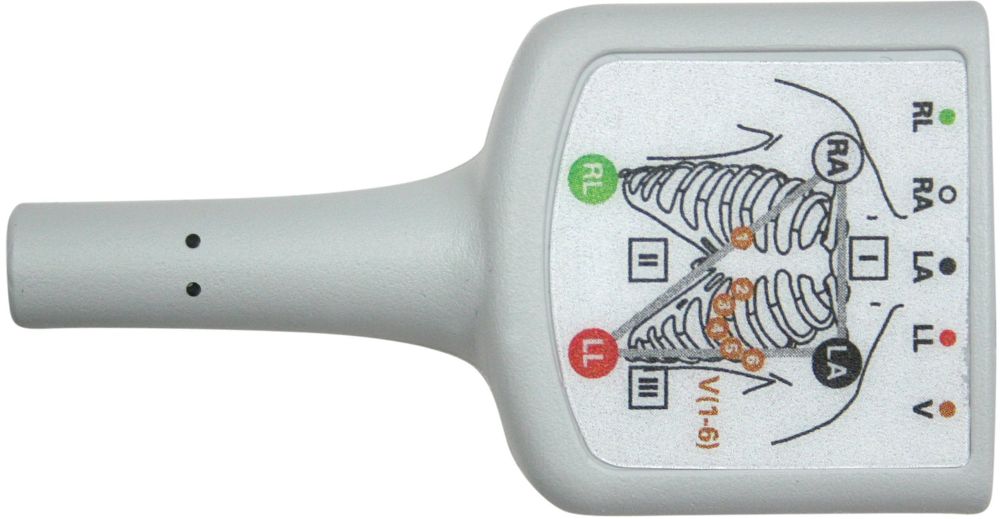 RL RA LA LL V
I
RA LA
1 2 3 4 5 6
V(1-6)
II III
RL LL